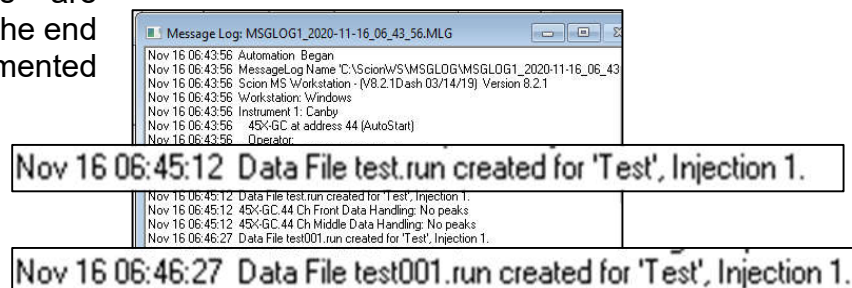 are
he end
mented
Message Log: MSGLOG1_2020-11-16_06_43_56.MLG
Nov 16 06:43:56 Automation Began
Nov 16 06:43:56 MessageLog Name 'C:\ScionWS\MSGLOG\MSGLOG1_2020-11-16_06_43
Nov 16 06:43:56 Scion MS Workstation - (V8.2.1Dash 03/14/19) Version 8.2.1
Nov 16 06:43:56 Workstation: Windows
Nov 16 06:43:56 Instrument 1: Canby
Nov 16 06:43:56 45X-GC at address 44 (AutoStart)
Nov 16 06:43:56 Operator:
Nov 16 06:45:12 Data File test.run created for 'Test', Injection 1.
Nov 16 06:45:12 Data File test.run created for 'Test', Injection 1.
Nov 16 06:45:12 45X-GC.44 Ch Front Data Handling: No peaks
Nov 16 06:45:12 45X-GC.44 Ch Middle Data Handling: No peaks
Nov 16 06:46:27 Data File test001.run created for 'Test', Injection 1.
Nov 16 06:46:27 Data File test001.run created for 'Test', Injection 1.